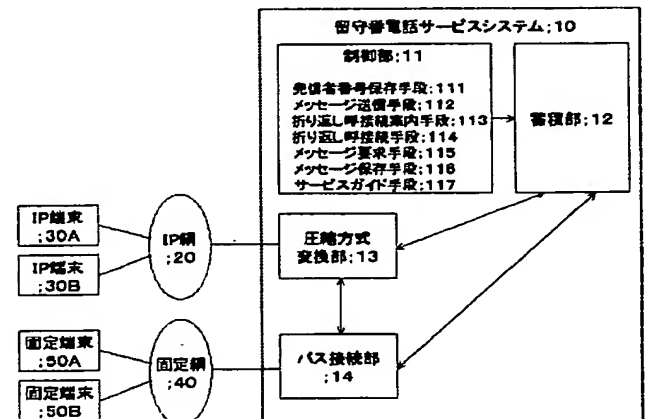 留守番電話サービスシステム;10
制御部;11
発信者番号保存手段;111
メッセージ送信手段;112
折り返し呼接続案内手段;113
折り返し呼接続手段;114
メッセージ要求手段;115
メッセージ保存手段;116
サービスガイド手段;117
蓄積部;12
IP端末
;30A
IP端末
;30B
IP網
;20
圧縮方式
変換部;13
固定端末
;50A
固定端末
;50B
固定網
;40
パス接続部
;14